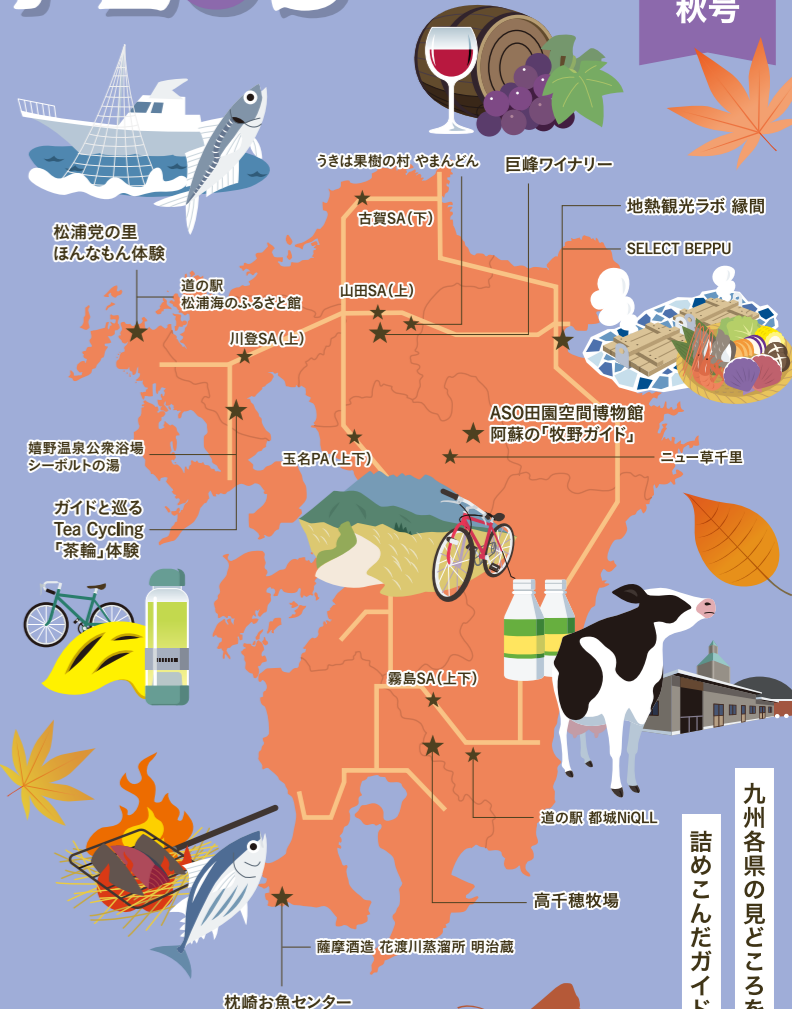 秋号
うきは果樹の村 やまんどん
巨峰ワイナリー
地熱観光ラボ 縁間
SELECT BEPPU
古賀SA(下)
松浦党の里
ほんなもん体験
道の駅
松浦海のふるさと館
山田SA(上)
川登SA(上)
ASO田園空間博物館
阿蘇の「牧野ガイド」
ニュー草千里
玉名PA(上下)
嬉野温泉公衆浴場
シーボルトの湯
ガイドと巡る
Tea Cycling
「茶輪」体験
霧島SA(上下)
道の駅 都城NiQLL
高千穂牧場
薩摩酒造 花渡川蒸溜所 明治蔵
枕崎お魚センター
九州各県の見どころを
詰めこんだガイド